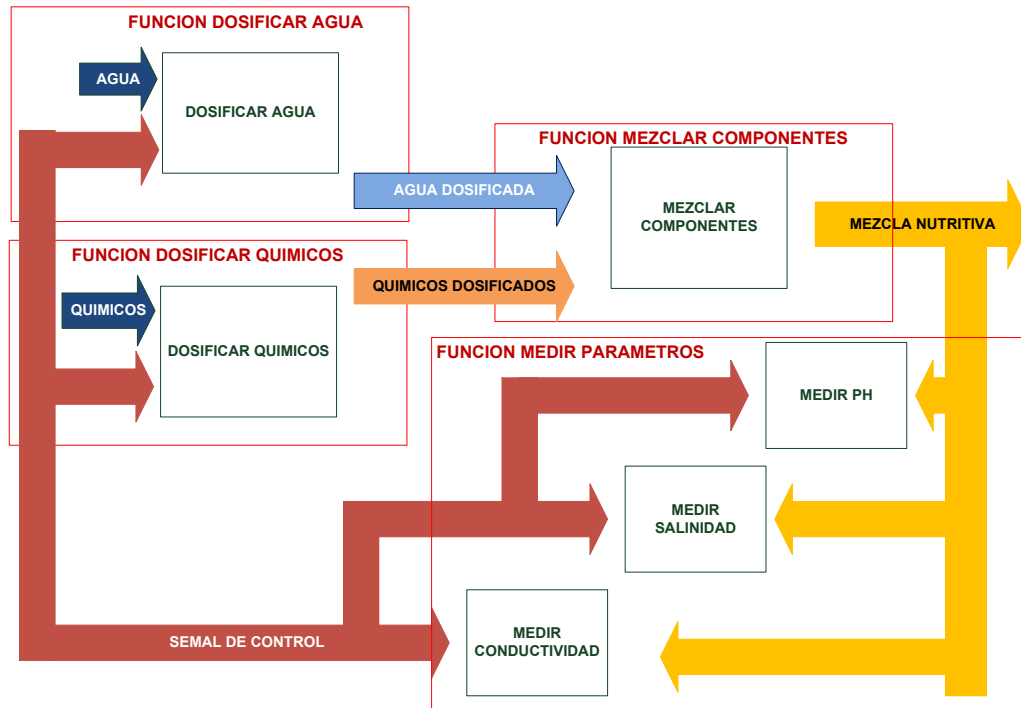 FUNCION DOSIFICAR AGUA
AGUA
DOSIFICAR AGUA
FUNCION MEZCLAR COMPONENTES
AGUA DOSIFICADA
MEZCLAR
COMPONENTES
MEZCLA NUTRITIVA
FUNCION DOSIFICAR QUIMICOS
QUIMICOS DOSIFICADOS
QUIMICOS
DOSIFICAR QUIMICOS
FUNCION MEDIR PARAMETROS
MEDIR PH
MEDIR
SALINIDAD
SEMAL DE CONTROL
MEDIR
CONDUCTIVIDAD